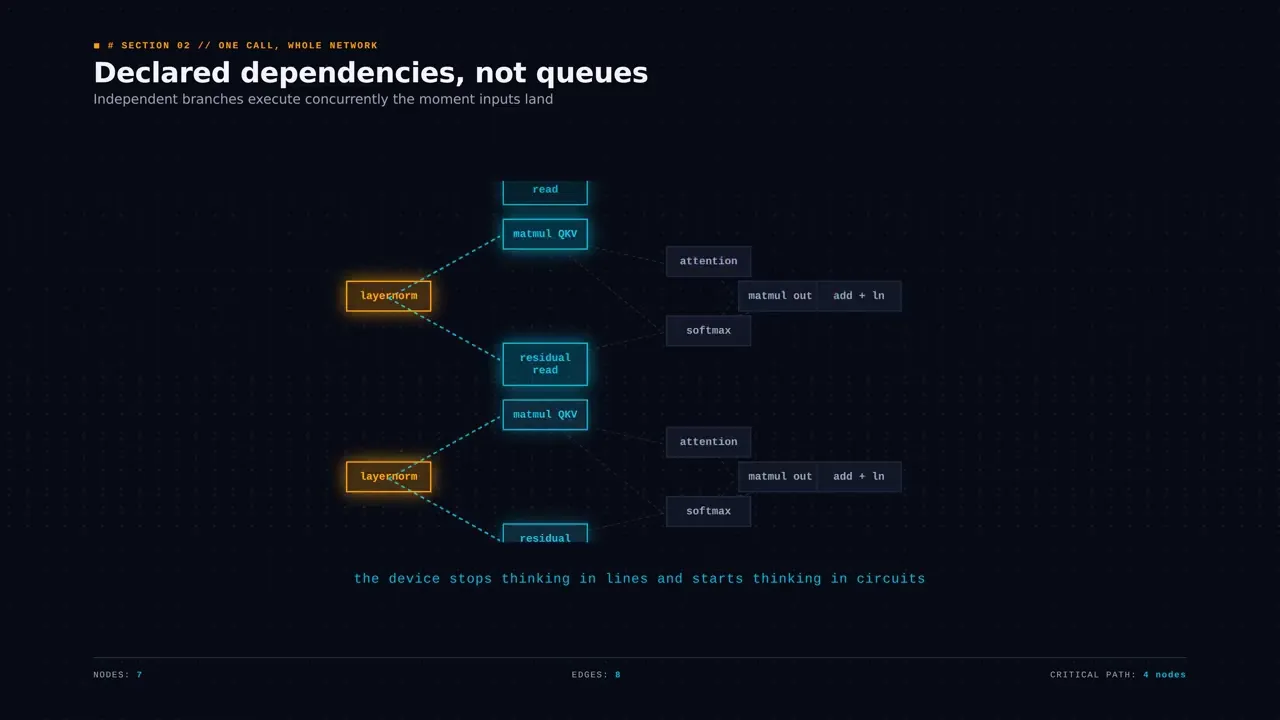 # SECTION 02 // ONE CALL, WHOLE NETWORK
Declared dependencies, not queues
Independent branches execute concurrently the moment inputs land
read
matmul QKV
attention
layernorm
matmul out
add + ln
softmax
residual
read
matmul QKV
attention
layernorm
matmul out
add + ln
softmax
residual
the device stops thinking in lines and starts thinking in circuits
NODES: 7
EDGES: 8
CRITICAL PATH: 4 nodes